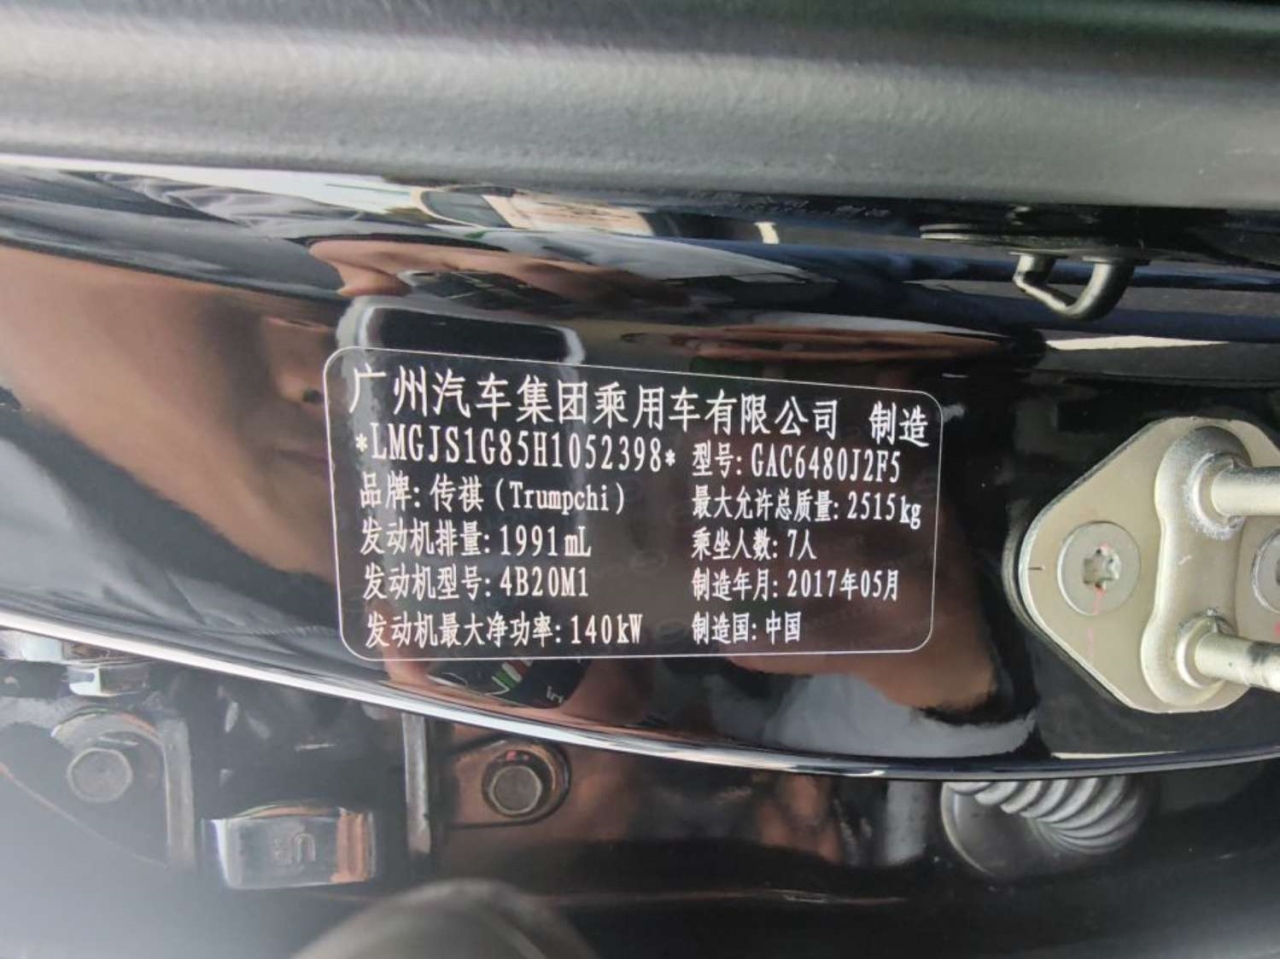 广州汽车集团乘用车有限公司 制造
*LMGJS1G85H1052398* 型号:GAC6480J2F5
品牌:传祺(Trumpchi) 最大允许总质量:2515kg
发动机排量:1991mL 乘坐人数:7人
发动机型号:4B20M1 制造年月:2017年05月
发动机最大净功率:140kW 制造国:中国